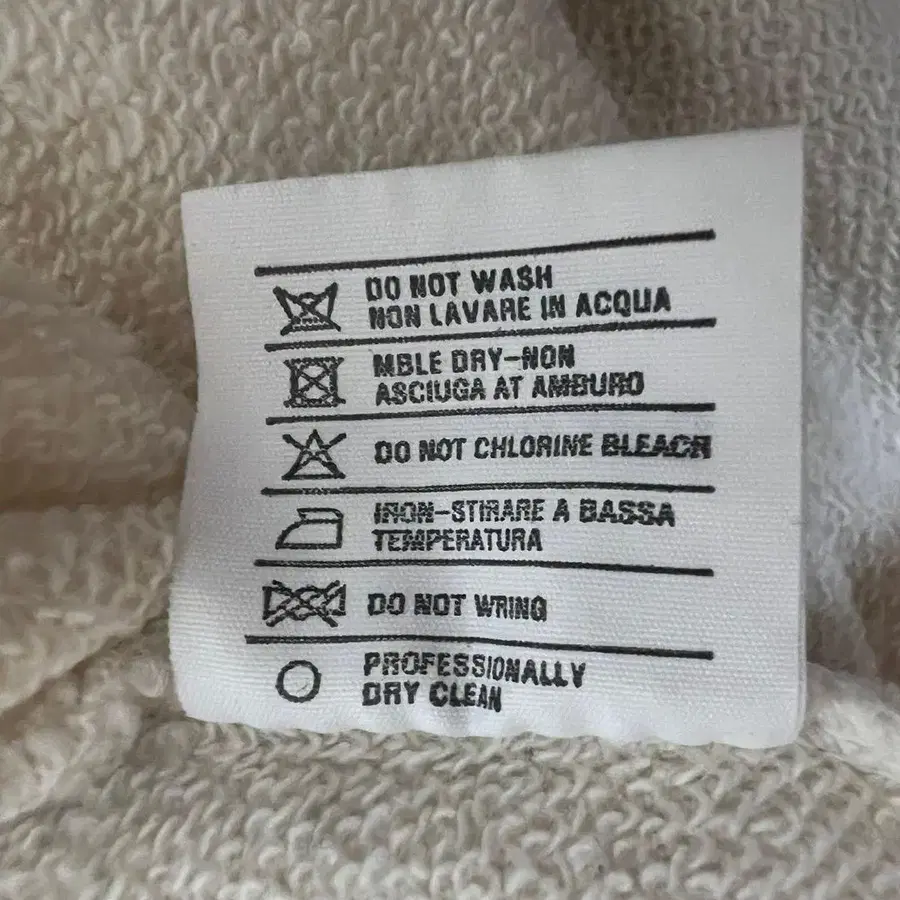 DO NOT WASH
NON LAVARE IN ACQUA
MBLE DRY-NON
ASCIUGA AT AMBURO
DO NOT CHLORINE BLEACR
IRON-STIRARE A BASSA
TEMPERATURA
DO NOT WRING
PROFESSIONALLY
DRY CLEAN